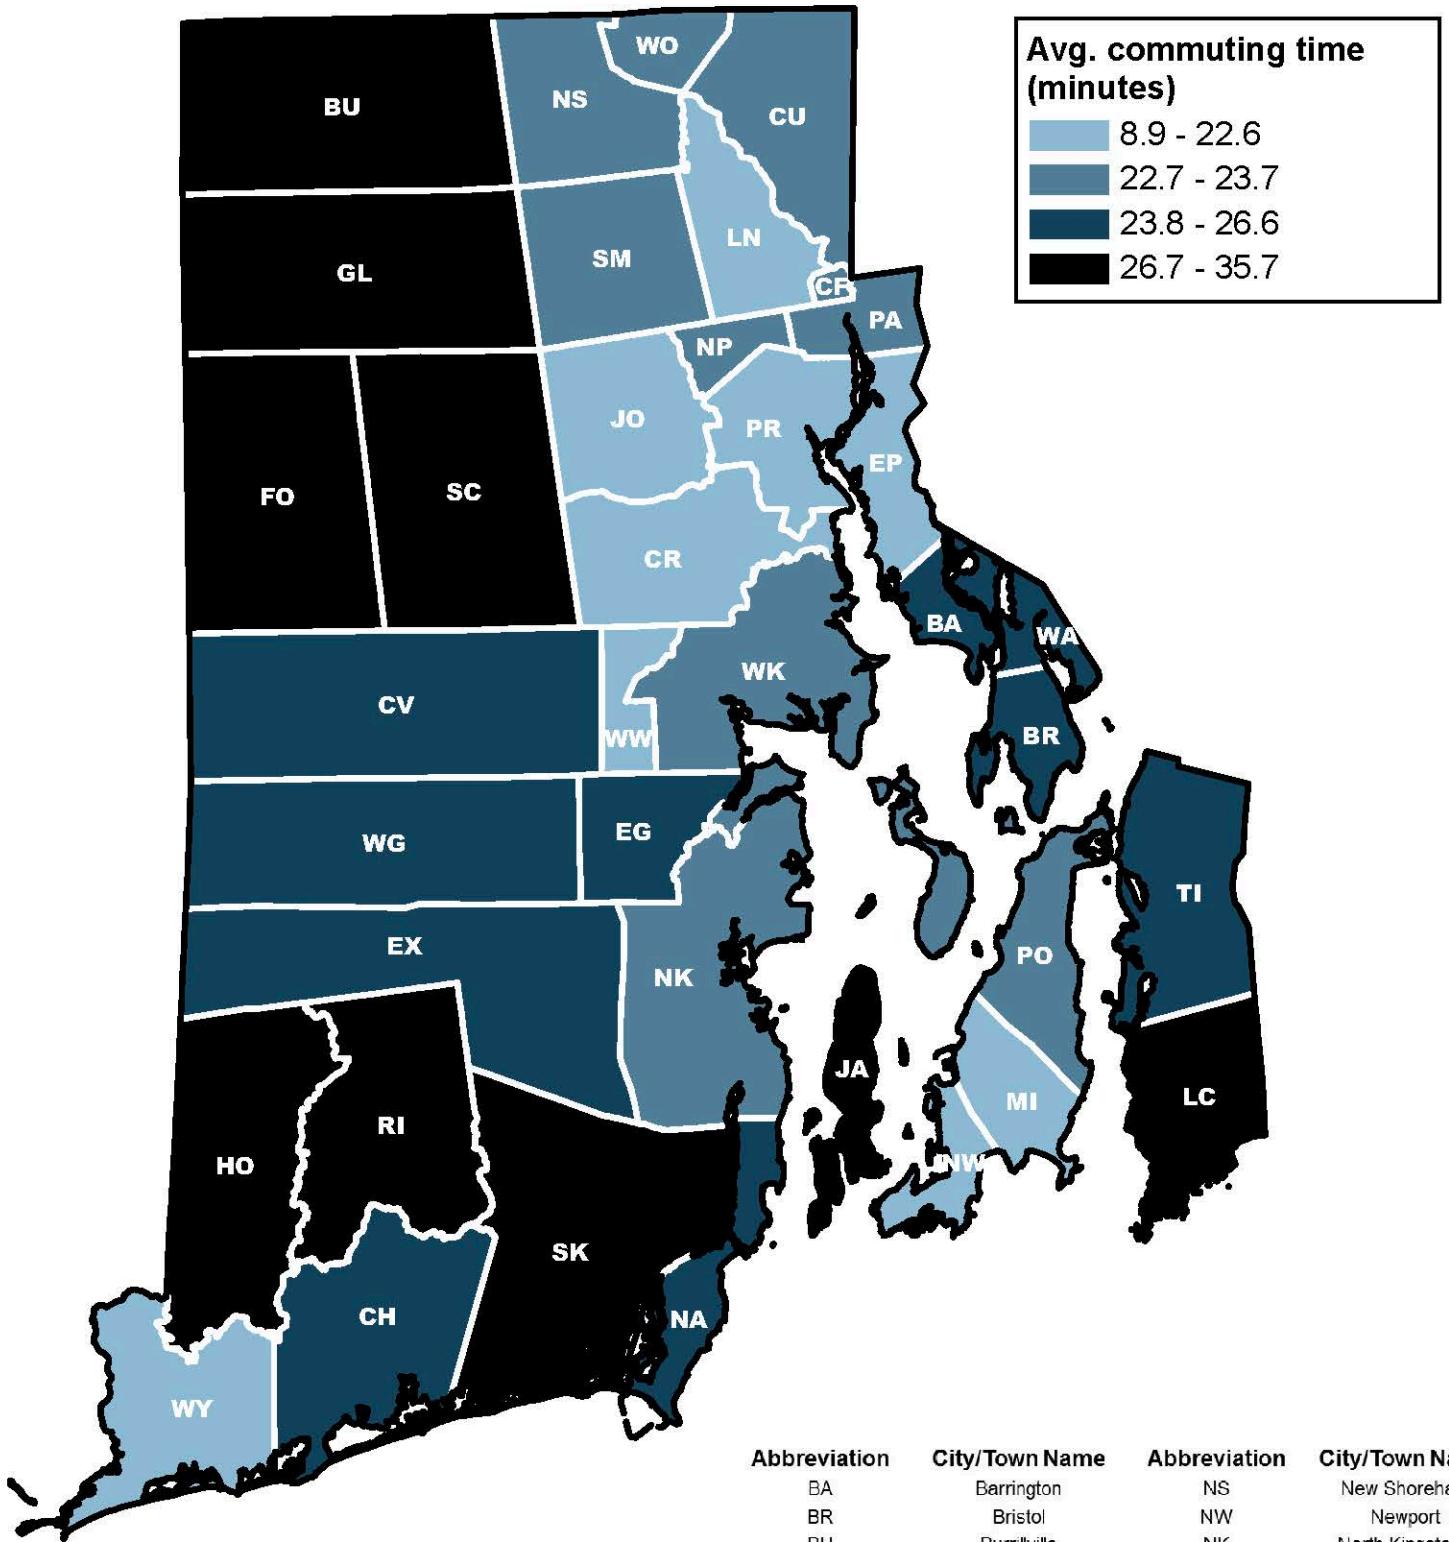 Avg. commuting time
(minutes)
8.9 - 22.6
22.7 - 23.7
23.8 - 26.6
26.7 - 35.7
WO
BU
NS
CU
LN
SM
GL
CF
PA
NP
JO
PR
EP
FO
SC
CR
BA
WA
WK
CV
WW
BR
EG
WG
TI
EX
PO
NK
JA
MI
LC
RI
HO
NW
SK
CH
NA
WY
Abbreviation City/Town Name Abbreviation
BA Barrington NS
BR Bristol NW Newport